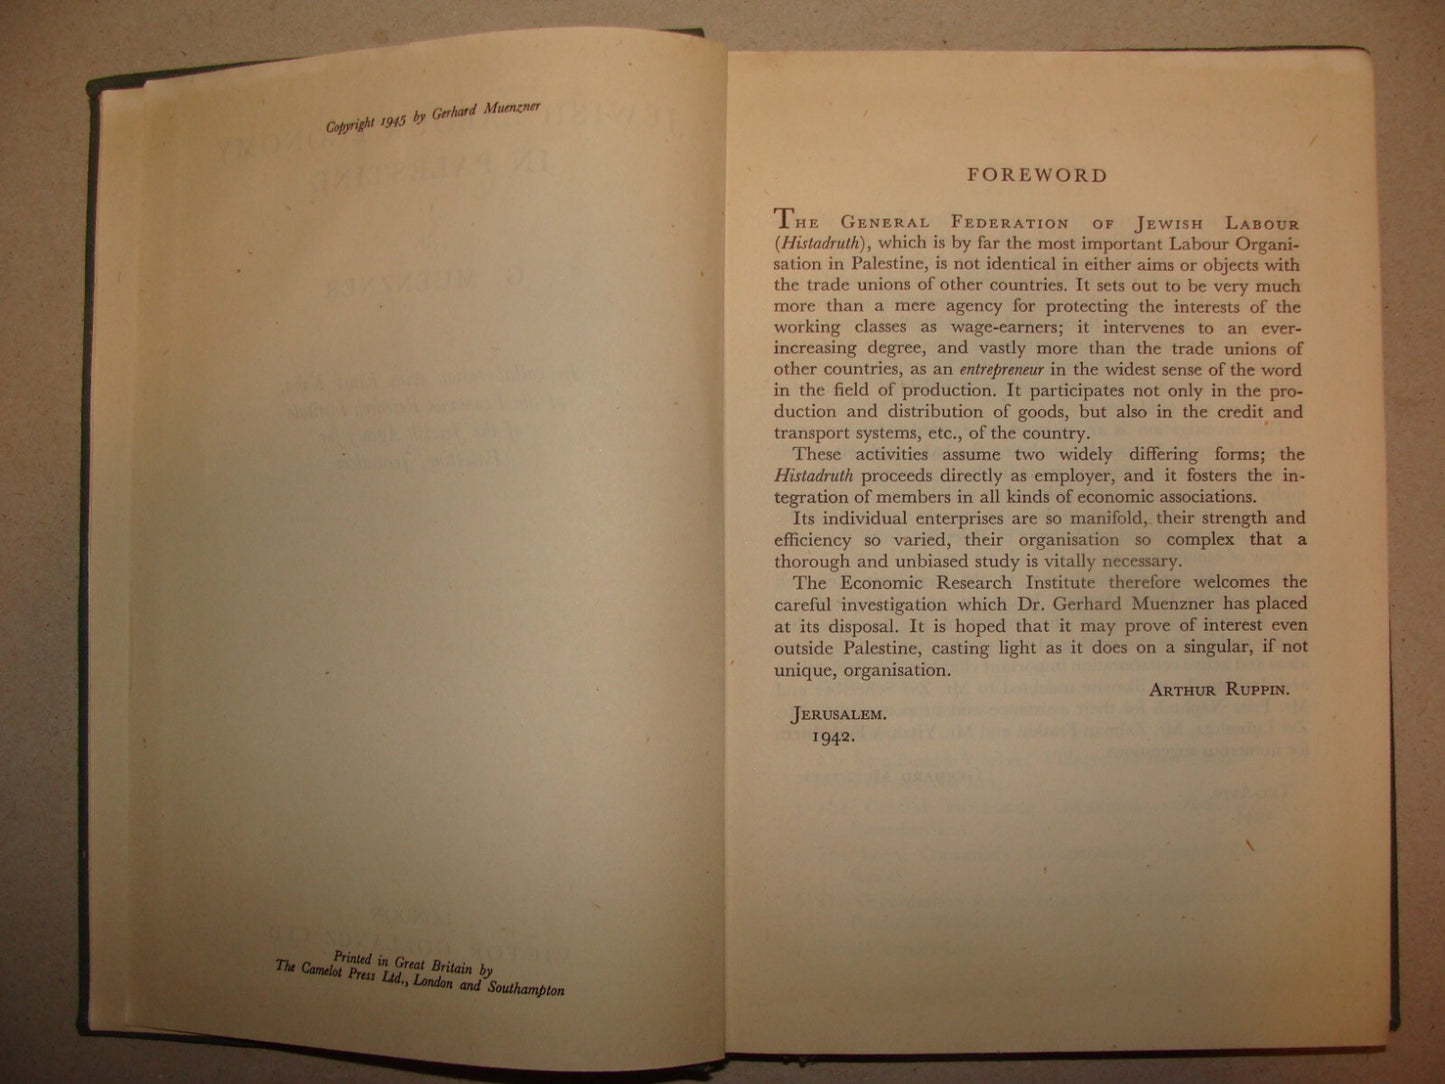 Copyright 1945 by Gerhard Muenzner
Printed in Great Britain by
The Camelot Press Ltd., London and Southampton
FOREWORD
The General Federation of Jewish Labour
(Histadruth), which is by far the most important Labour Organi-
sation in Palestine, is not identical in either aims or objects with
the trade unions of other countries. It sets out to be very much
more than a mere agency for protecting the interests of the
working classes as wage-earners; it intervenes to an ever-
increasing degree, and vastly more than the trade unions of
other countries, as an entrepreneur in the widest sense of the word
in the field of production. It participates not only in the pro-
duction and distribution of goods, but also in the credit and
transport systems, etc., of the country.
These activities assume two widely differing forms; the
Histadruth proceeds directly as employer, and it fosters the in-
tegration of members in all kinds of economic associations.
Its individual enterprises are so manifold, their strength and
efficiency so varied, their organisation so complex that a
thorough and unbiased study is vitally necessary.
The Economic Research Institute therefore welcomes the
careful investigation which Dr. Gerhard Muenzner has placed
at its disposal. It is hoped that it may prove of interest even
outside Palestine, casting light as it does on a singular, if not
unique, organisation.
Arthur Ruppin.
Jerusalem.
1942.